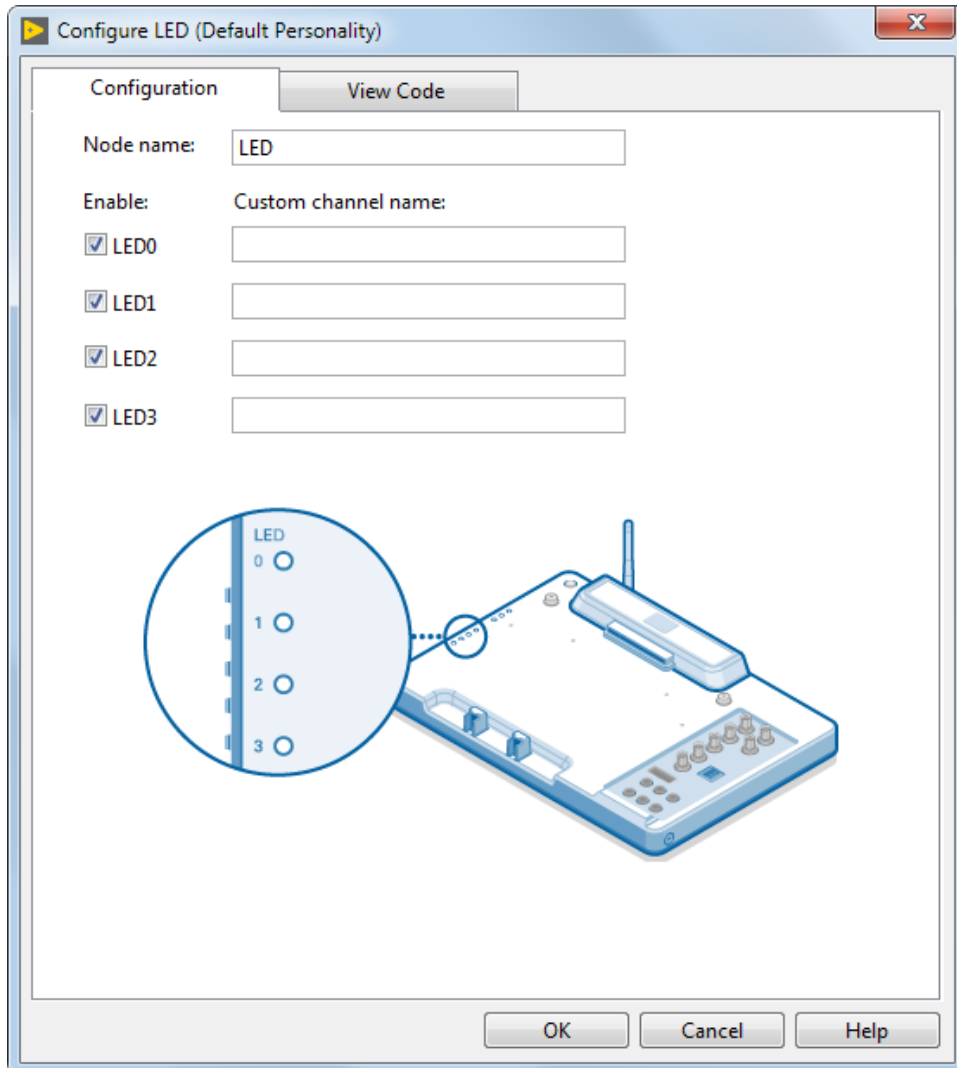 Configure LED (Default Personality)
Configuration
View Code
Node name:
LED
Enable:
Custom channel name:
LED0
LED1
LED2
LED3
LED
0
1
2
3
OK
Cancel
Help